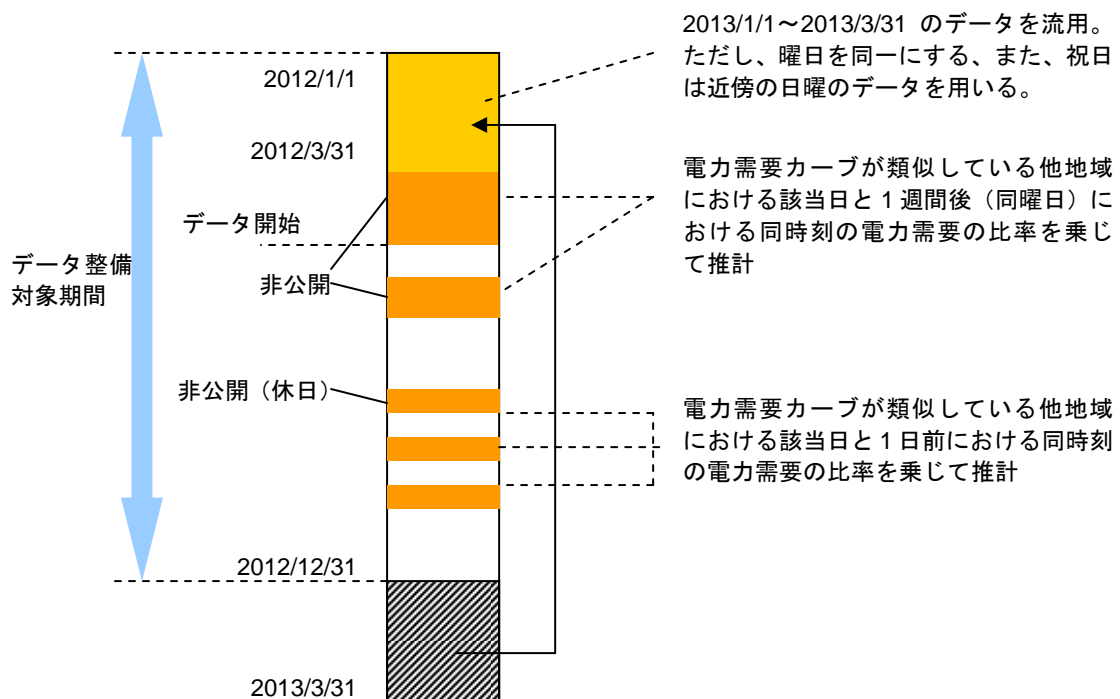 2013/1/1～2013/3/31 のデータを流用。
ただし、曜日を同一にする、また、祝日
は近傍の日曜のデータを用いる。
2012/1/1
2012/3/31
電力需要カーブが類似している他地域
における該当日と 1 週間後（同曜日）に
おける同時刻の電力需要の比率を乗じ
て推計
データ開始
データ整備
対象期間
非公開
非公開（休日）
電力需要カーブが類似している他地域
における該当日と 1 日前における同時刻
の電力需要の比率を乗じて推計
2012/12/31
2013/3/31